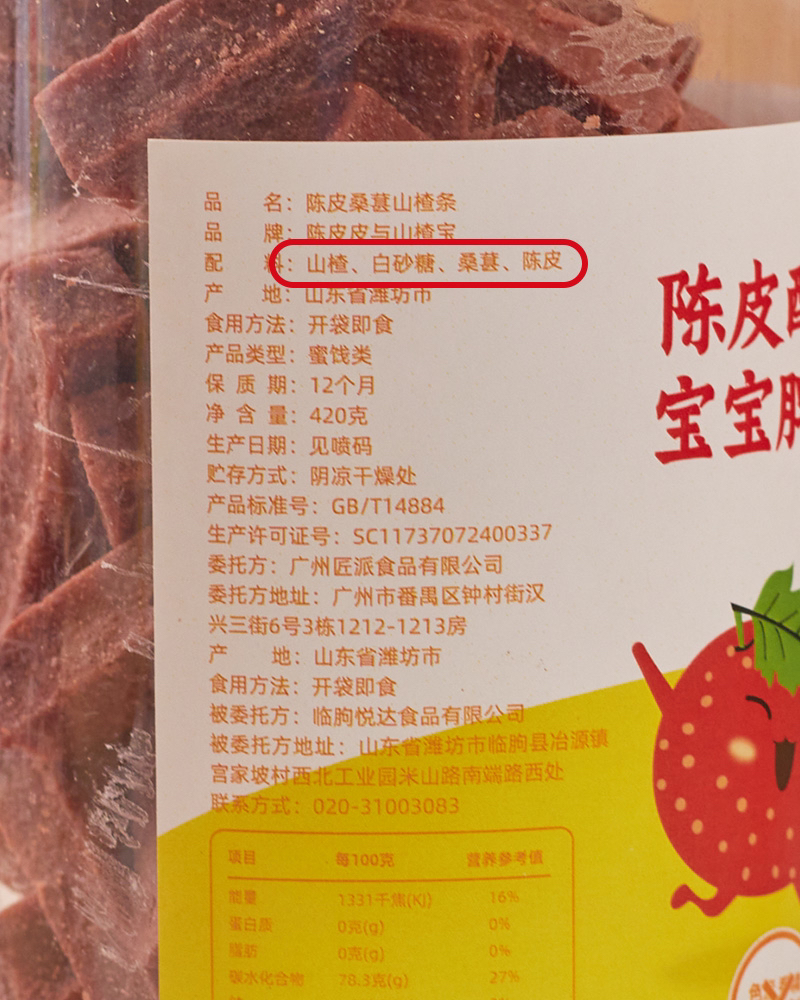 品 名：陈皮桑葚山楂条
品 牌：陈皮皮与山楂宝
配 料：山楂、白砂糖、桑葚、陈皮
产 地：山东省潍坊市
食用方法：开袋即食
产品类型：蜜饯类
保 质 期：12个月
净 含 量：420克
生产日期：见喷码
贮存方式：阴凉干燥处
产品标准号：GB/T14884
生产许可证号：SC11737072400337
委托方：广州匠派食品有限公司
委托方地址：广州市番禺区钟村街汉
兴三街6号3栋1212-1213房
产 地：山东省潍坊市
食用方法：开袋即食
被委托方：临朐悦达食品有限公司
被委托方地址：山东省潍坊市临朐县冶源镇
宫家坡村西北工业园米山路南端路西处
联系方式：020-31003083
项目 每100克 营养参考值
能量 1331千焦(KJ) 16%
蛋白质 0克(g) 0%
脂肪 0克(g) 0%
碳水化合物 78.3克(g) 27%
陈皮
宝宝